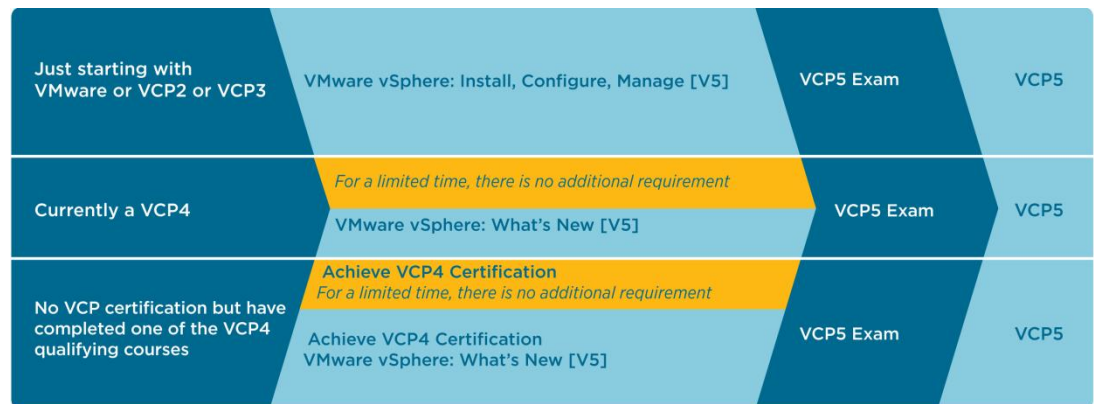 Just starting with
VMware or VCP2 or VCP3
VMware vSphere: Install, Configure, Manage [V5]
VCP5 Exam
VCP5
Currently a VCP4
For a limited time, there is no additional requirement
VMware vSphere: What's New [V5]
VCP5 Exam
VCP5
No VCP certification but have
completed one of the VCP4
qualifying courses
Achieve VCP4 Certification
For a limited time, there is no additional requirement
Achieve VCP4 Certification
VMware vSphere: What's New [V5]
VCP5 Exam
VCP5